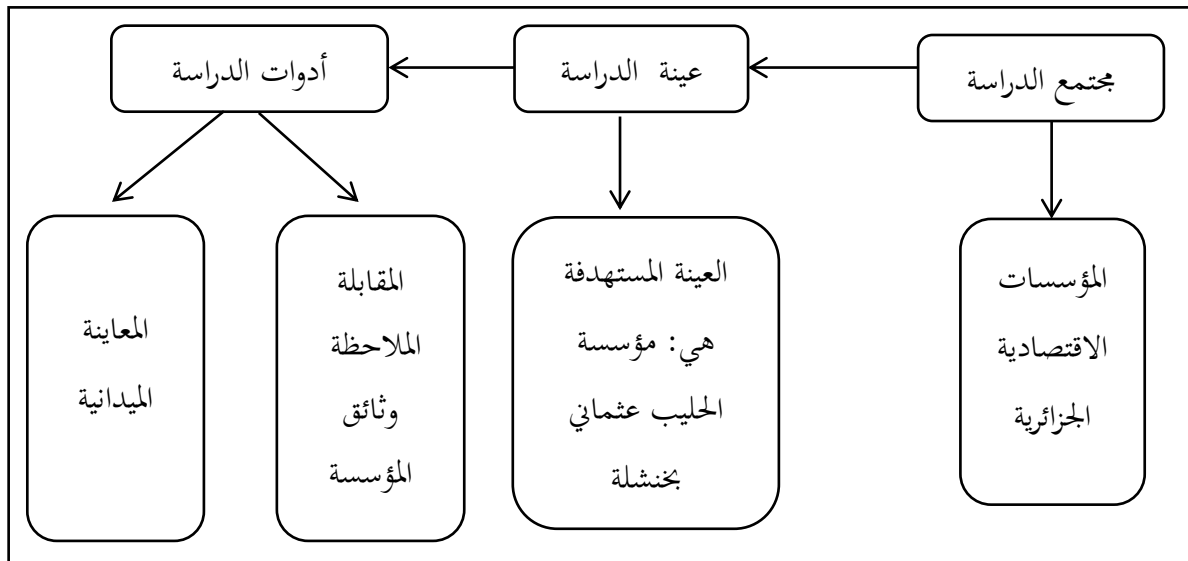 مجتمع الدراسة
عينة الدراسة
أدوات الدراسة
المؤسسات
الاقتصادية
الجزائرية
العينة المستهدفة
هي: مؤسسة
الحليب عثماني
بخنشلة
المقابلة
الملاحظة
وثائق
المؤسسة
المعاينة
الميدانية